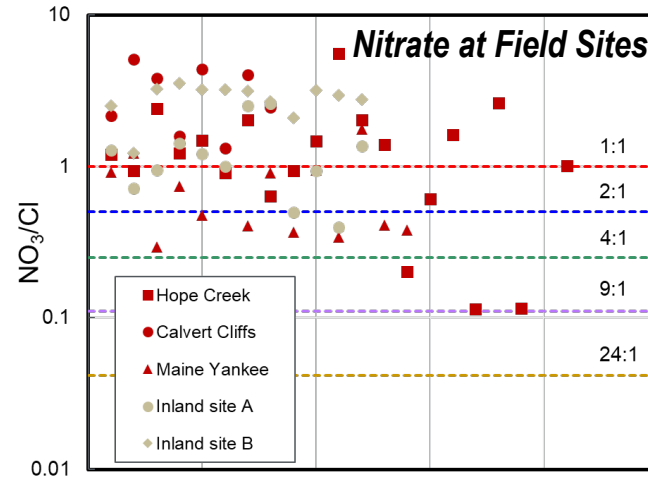 Nitrate at Field Sites
10
1
0.1
0.01
NO₃/Cl
1:1
2:1
4:1
9:1
24:1
Hope Creek
Calvert Cliffs
Maine Yankee
Inland site A
Inland site B